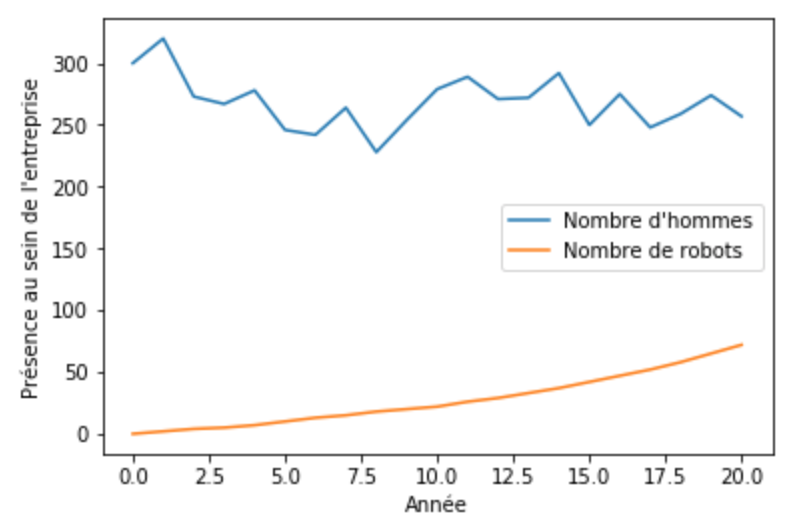 300
250
200
150
100
50
0
Présence au sein de l'entreprise
Nombre d'hommes
Nombre de robots
0.0 2.5 5.0 7.5 10.0 12.5 15.0 17.5 20.0
Année